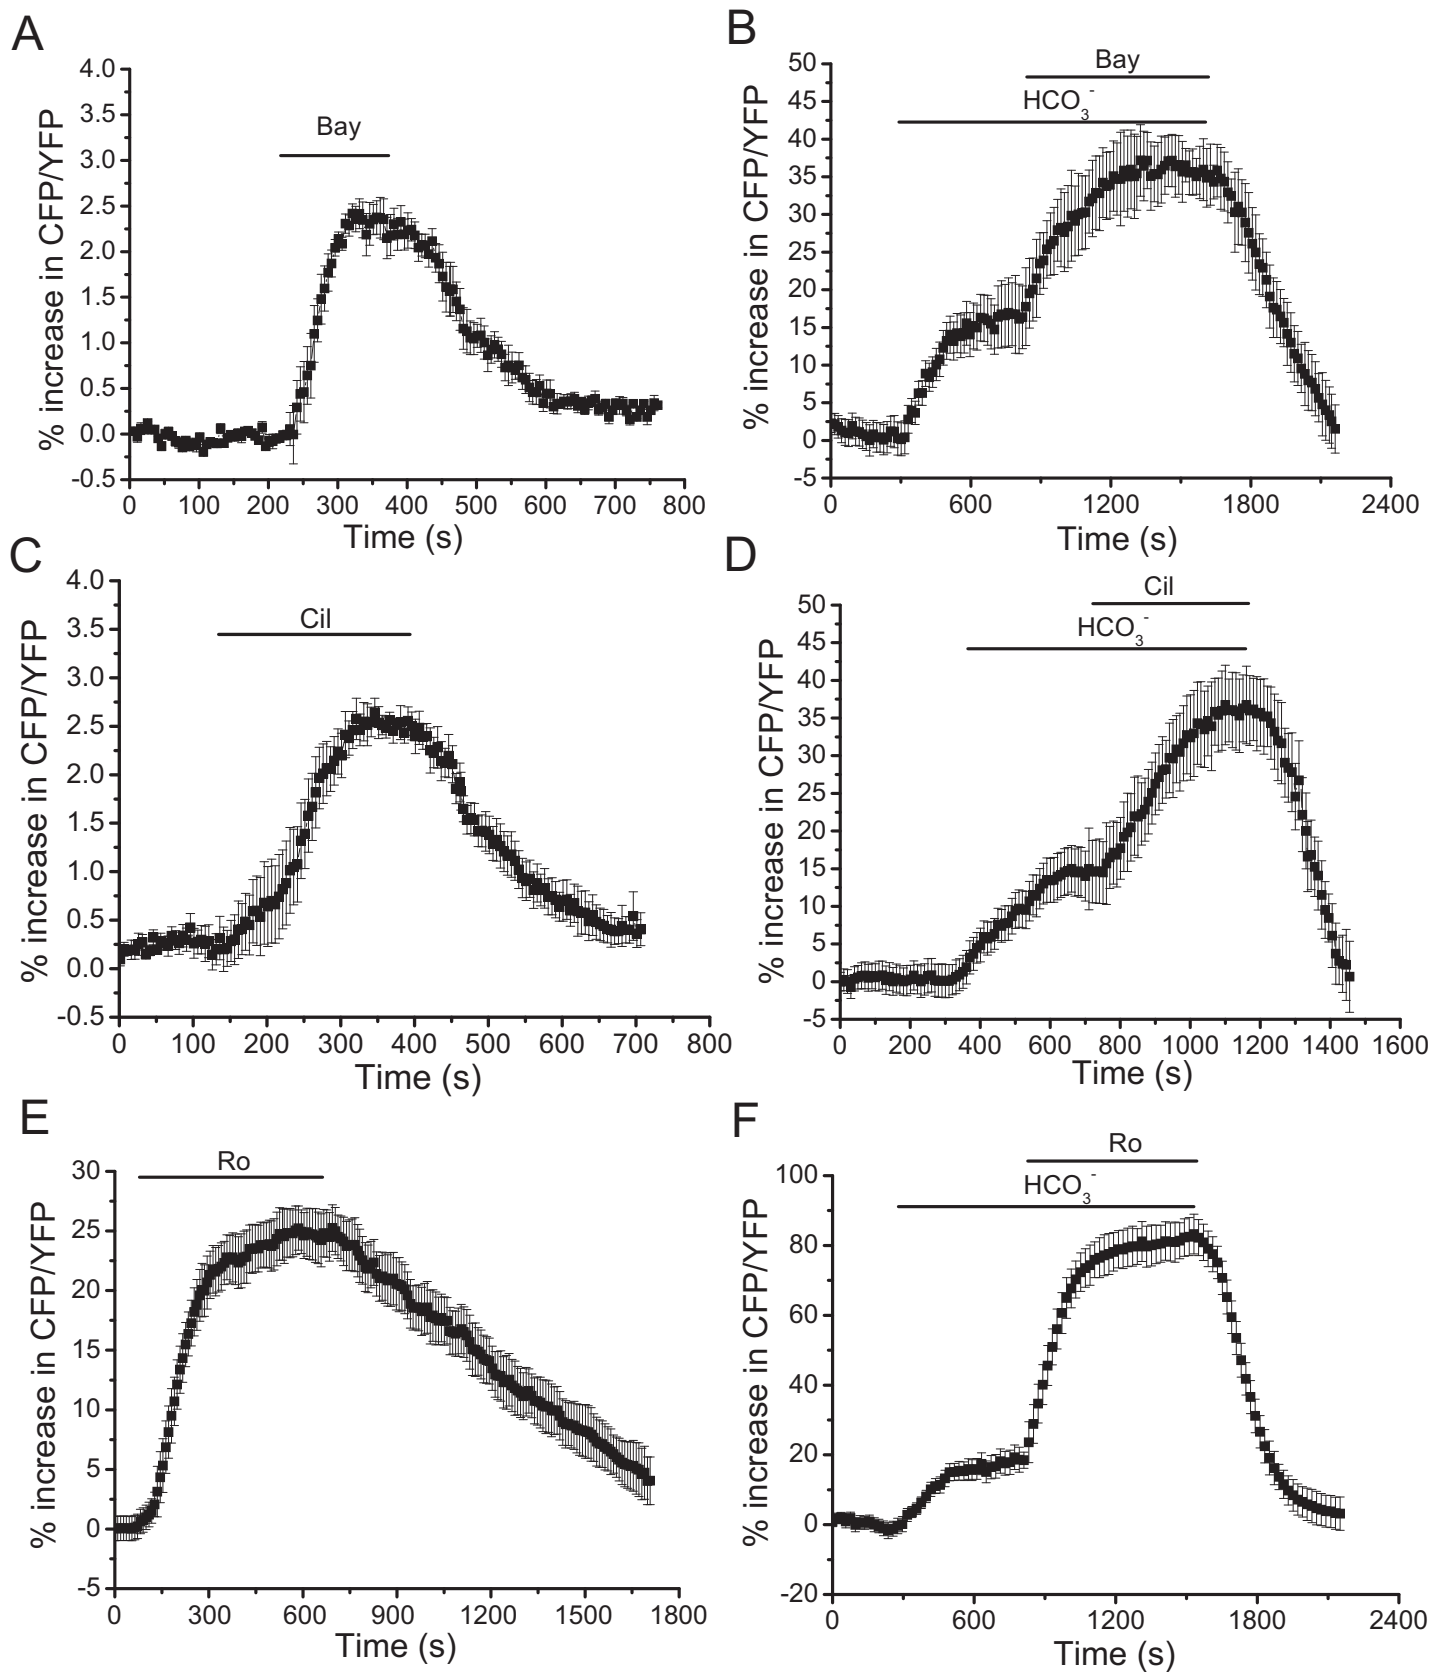 A
% increase in CFP/YFP
4.0
3.5
3.0
2.5
2.0
1.5
1.0
0.5
0.0
-0.5
Bay
0 100 200 300 400 500 600 700 800
Time (s)
B
% increase in CFP/YFP
50
45
40
35
30
25
20
15
10
5
0
-5
Bay
HCO₃⁻
0 600 1200 1800 2400
Time (s)
C
% increase in CFP/YFP
4.0
3.5
3.0
2.5
2.0
1.5
1.0
0.5
0.0
-0.5
Cil
0 100 200 300 400 500 600 700 800
Time (s)
D
% increase in CFP/YFP
50
45
40
35
30
25
20
15
10
5
0
-5
Cil
HCO₃⁻
0 200 400 600 800 1000 1200 1400 1600
Time (s)
E
% increase in CFP/YFP
30
25
20
15
10
5
0
-5
Ro
0 300 600 900 1200 1500 1800
Time (s)
F
% increase in CFP/YFP
100
80
60
40
20
0
-20
Ro
HCO₃⁻
0 600 1200 1800 2400
Time (s)